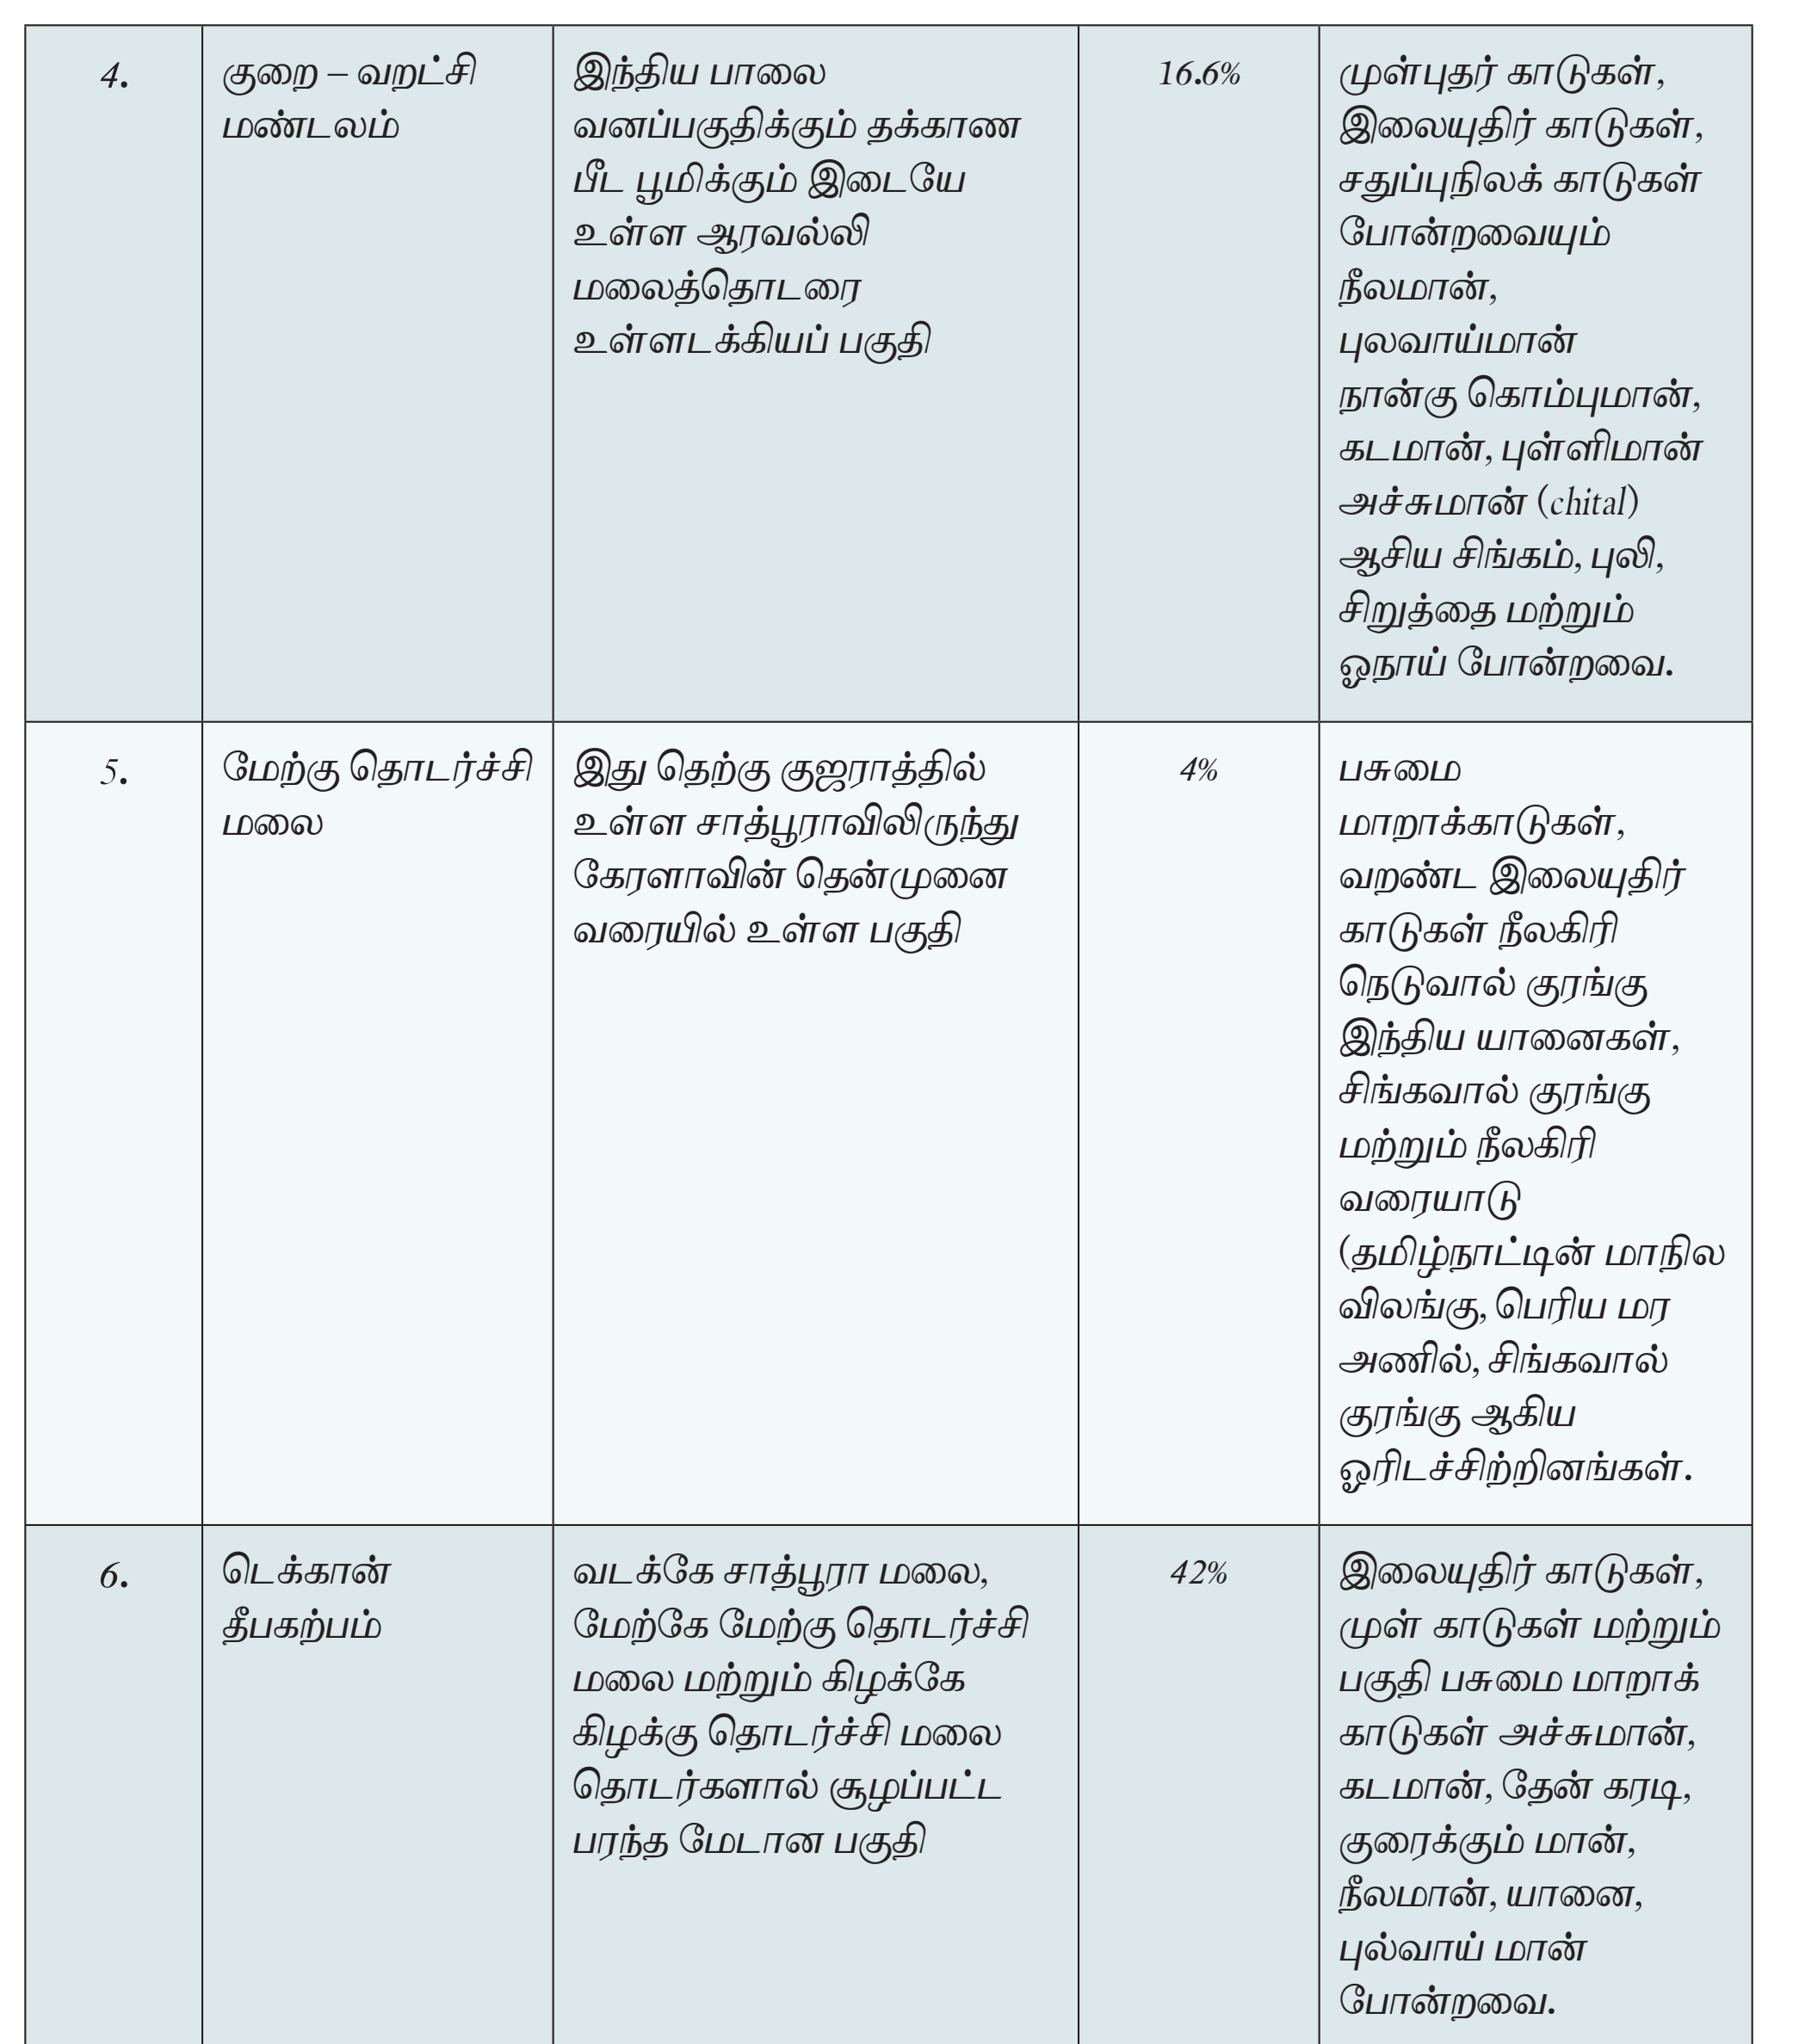 4.
குறை – வறட்சி
மண்டலம்
இந்திய பாலை
வனப்பகுதிக்கும் தக்காண
பீட பூமிக்கும் இடையே
உள்ள ஆரவல்லி
மலைத்தொடரை
உள்ளடக்கியப் பகுதி
16.6%
முள்புதர் காடுகள்,
இலையுதிர் காடுகள்,
சதுப்புநிலக் காடுகள்
போன்றவையும்
நீலமான்,
புலவாய்மான்
நான்கு கொம்புமான்,
கடமான், புள்ளிமான்
அச்சுமான் (chital)
ஆசிய சிங்கம், புலி,
சிறுத்தை மற்றும்
ஓநாய் போன்றவை.
5.
மேற்கு தொடர்ச்சி
மலை
இது தெற்கு குஜராத்தில்
உள்ள சாத்பூராவிலிருந்து
கேரளாவின் தென்முனை
வரையில் உள்ள பகுதி
4%
பசுமை
மாறாக்காடுகள்,
வறண்ட இலையுதிர்
காடுகள் நீலகிரி
நெடுவால் குரங்கு
இந்திய யானைகள்,
சிங்கவால் குரங்கு
மற்றும் நீலகிரி
வரையாடு
(தமிழ்நாட்டின் மாநில
விலங்கு, பெரிய மர
அணில், சிங்கவால்
குரங்கு ஆகிய
ஓரிடச்சிற்றினங்கள்.
6.
டெக்கான்
தீபகற்பம்
வடக்கே சாத்பூரா மலை,
மேற்கே மேற்கு தொடர்ச்சி
மலை மற்றும் கிழக்கே
கிழக்கு தொடர்ச்சி மலை
தொடர்களால் சூழப்பட்ட
பரந்த மேடான பகுதி
42%
இலையுதிர் காடுகள்,
முள் காடுகள் மற்றும்
பகுதி பசுமை மாறாக்
காடுகள் அச்சுமான்,
கடமான், தேன் கரடி,
குரைக்கும் மான்,
நீலமான், யானை,
புல்வாய் மான்
போன்றவை.